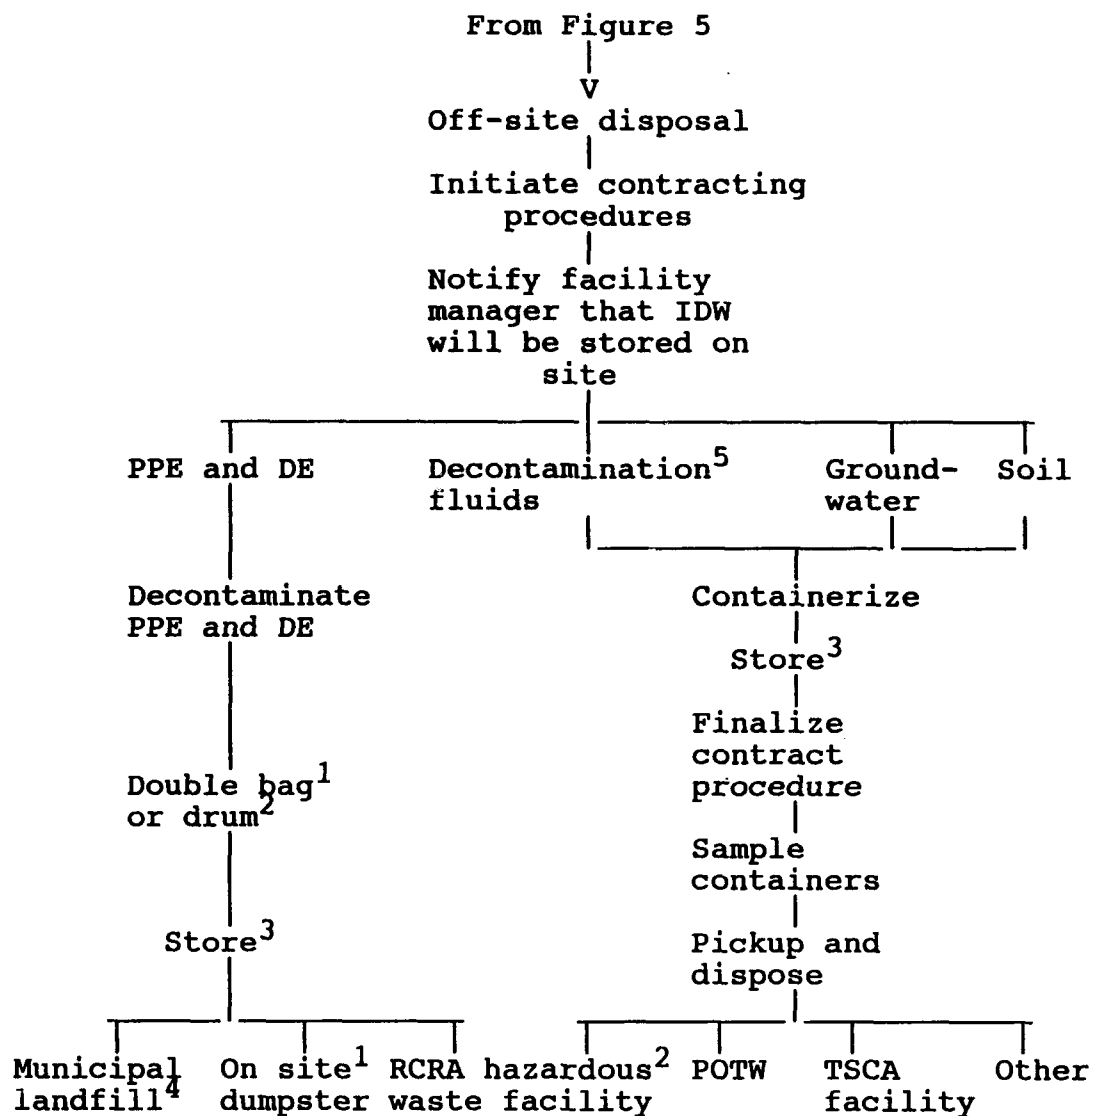 From Figure 5
V
Off-site disposal
Initiate contracting
procedures
Notify facility
manager that IDW
will be stored on
site
PPE and DE
Decontamination5
fluids
Ground-
water
Soil
Decontaminate
PPE and DE
Double bag1
or drum2
Store3
Containerize
Store3
Finalize
contract
procedure
Sample
containers
Pickup and
dispose
Municipal
landfill4
On site1
dumpster
RCRA hazardous2
waste facility
POTW
TSCA
facility
Other